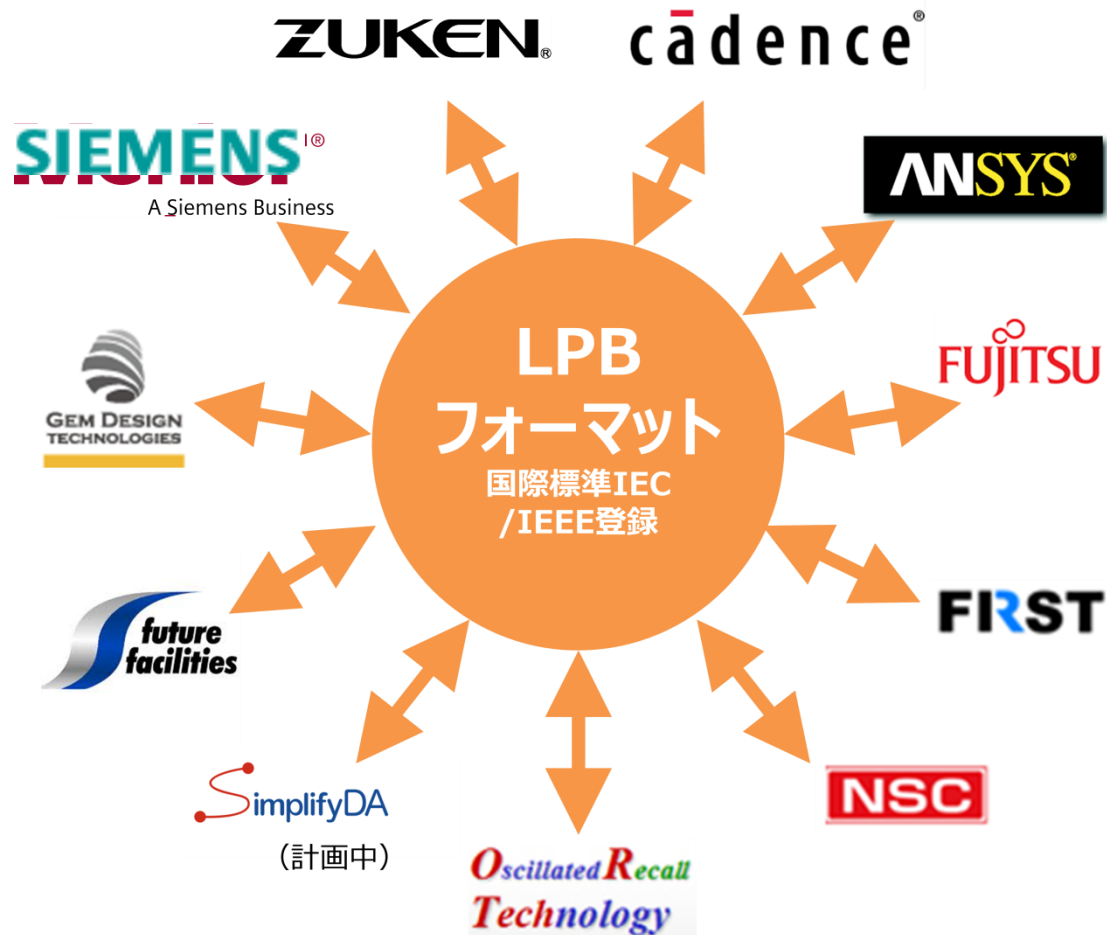 ZUKEN®
cādence®
SIEMENS
®
A Siemens Business
ANSYS®
LPB
フォーマット
国際標準IEC
/IEEE登録
FUJITSU
GEM DESIGN
TECHNOLOGIES
FIRST
future
facilities
SimplifyDA
（計画中）
NSC
Oscillated Recall
Technology